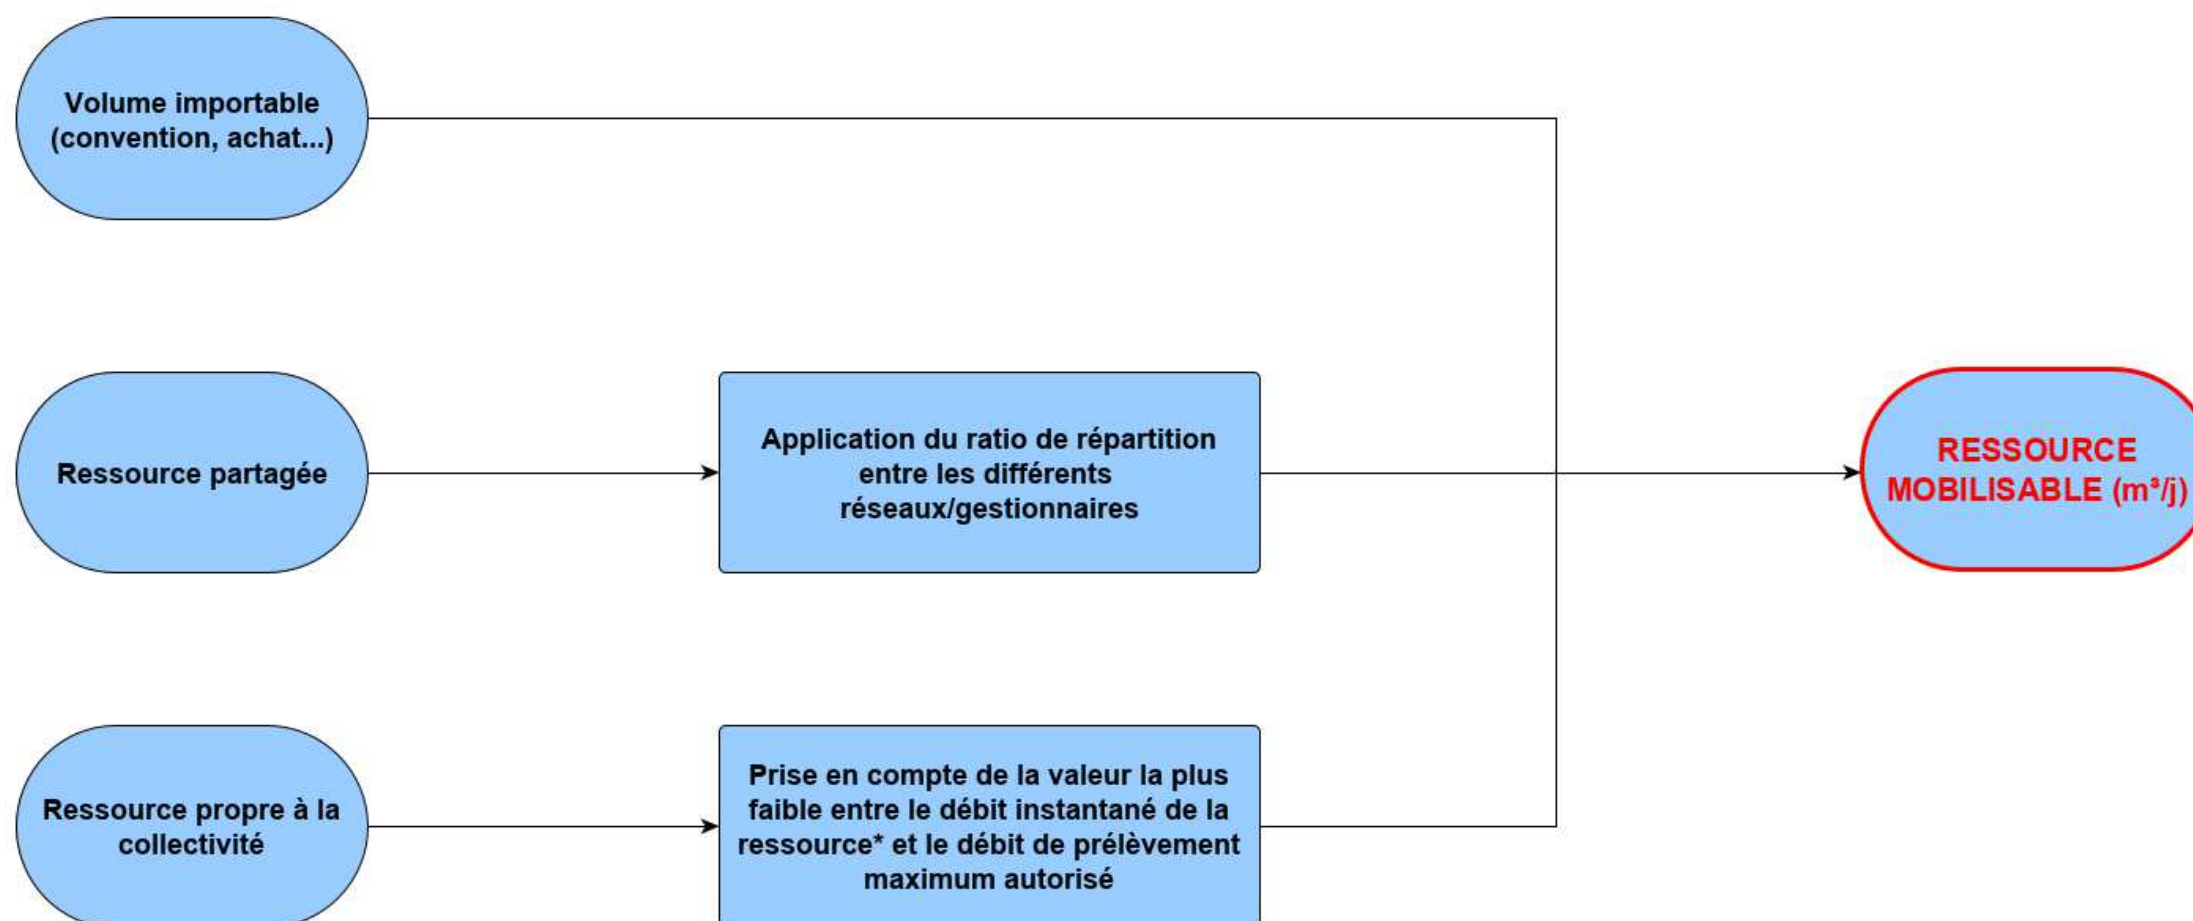 Volume importable
(convention, achat...)
Ressource partagée
Application du ratio de répartition
entre les différents
réseaux/gestionnaires
RESSOURCE
MOBILISABLE (m³/j)
Ressource propre à la
collectivité
Prise en compte de la valeur la plus
faible entre le débit instantané de la
ressource* et le débit de prélèvement
maximum autorisé